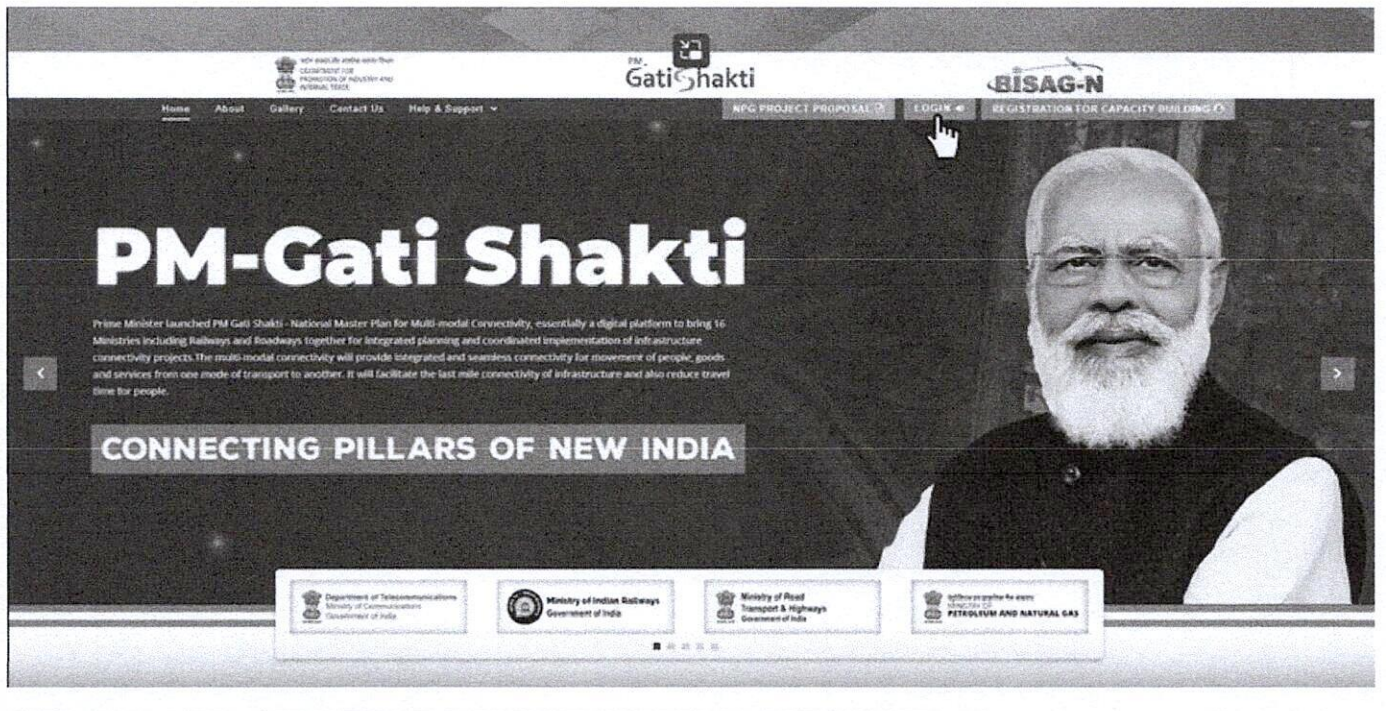 DEPARTMENT FOR
PROMOTION OF INDUSTRY AND
INTERNAL TRADE
PM
GatiShakti
BISAG-N
Home About Gallery Contact Us Help & Support
NPG PROJECT PROPOSAL LOGIN REGISTRATION FOR CAPACITY BUILDING
PM-Gati Shakti
Prime Minister launched PM Gati Shakti - National Master Plan for Multi-modal Connectivity, essentially a digital platform to bring 16
Ministries including Railways and Roadways together for integrated planning and coordinated implementation of infrastructure
connectivity projects.The multi-modal connectivity will provide integrated and seamless connectivity for movement of people, goods
and services from one mode of transport to another. It will facilitate the last mile connectivity of infrastructure and also reduce travel
time for people.
CONNECTING PILLARS OF NEW INDIA
Department of Telecommunications
Ministry of Communications
Government of India
Ministry of Indian Railways
Government of India
Ministry of Road
Transport & Highways
Government of India
MINISTRY OF
PETROLEUM AND NATURAL GAS